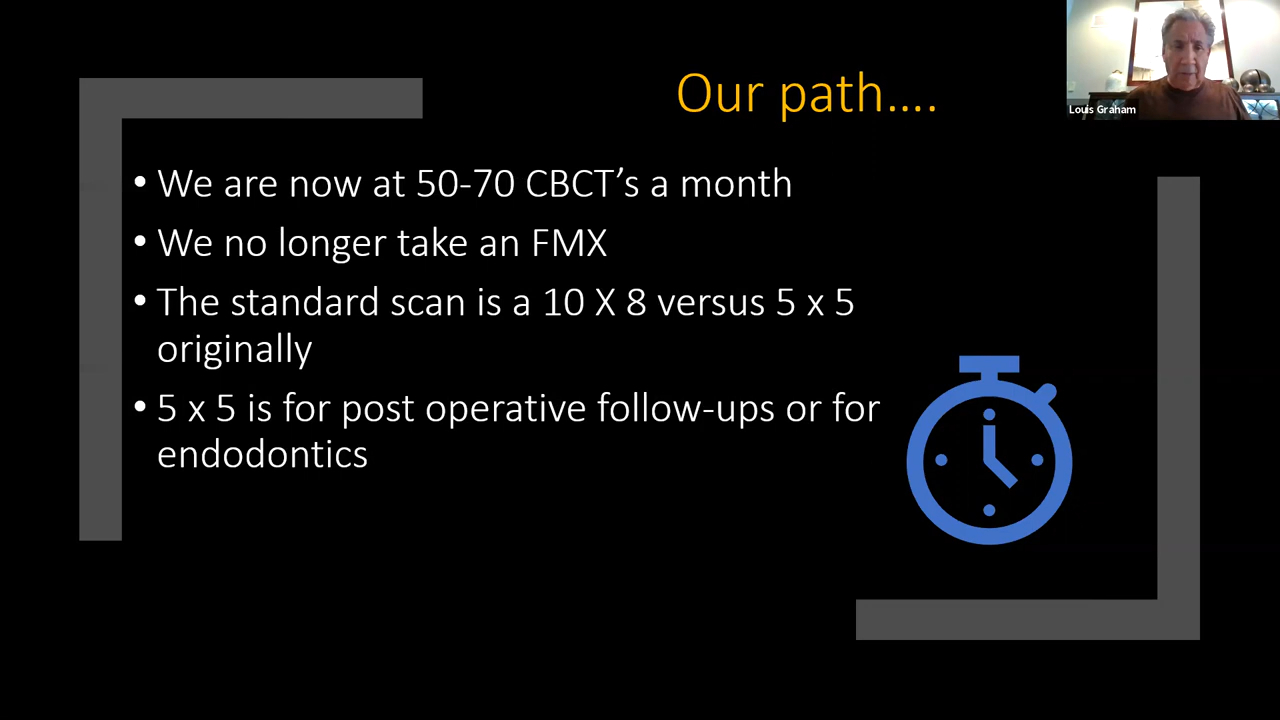 Our path....
Louis Graham
• We are now at 50-70 CBCT's a month
• We no longer take an FMX
• The standard scan is a 10 X 8 versus 5 x 5
originally
• 5 x 5 is for post operative follow-ups or for
endodontics